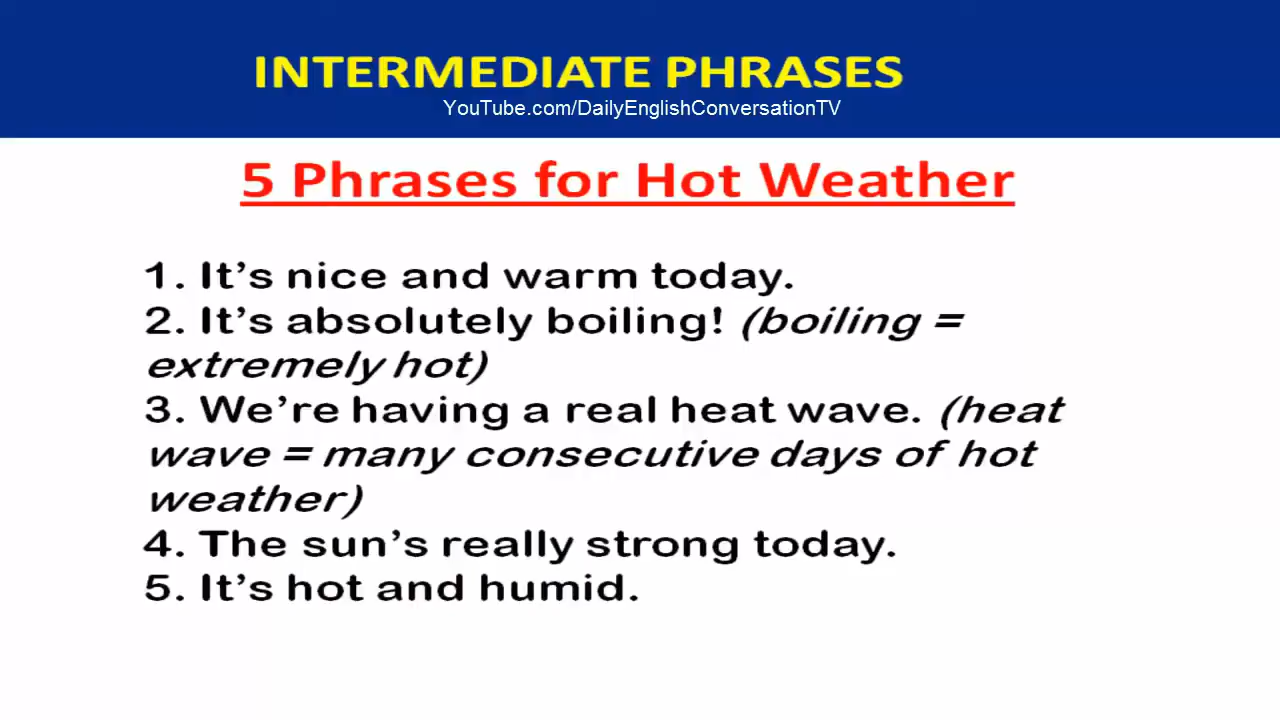 INTERMEDIATE PHRASES
YouTube.com/DailyEnglishConversationTV
5 Phrases for Hot Weather
1. It’s nice and warm today.
2. It’s absolutely boiling! (boiling =
extremely hot)
3. We’re having a real heat wave. (heat
wave = many consecutive days of hot
weather)
4. The sun’s really strong today.
5. It’s hot and humid.